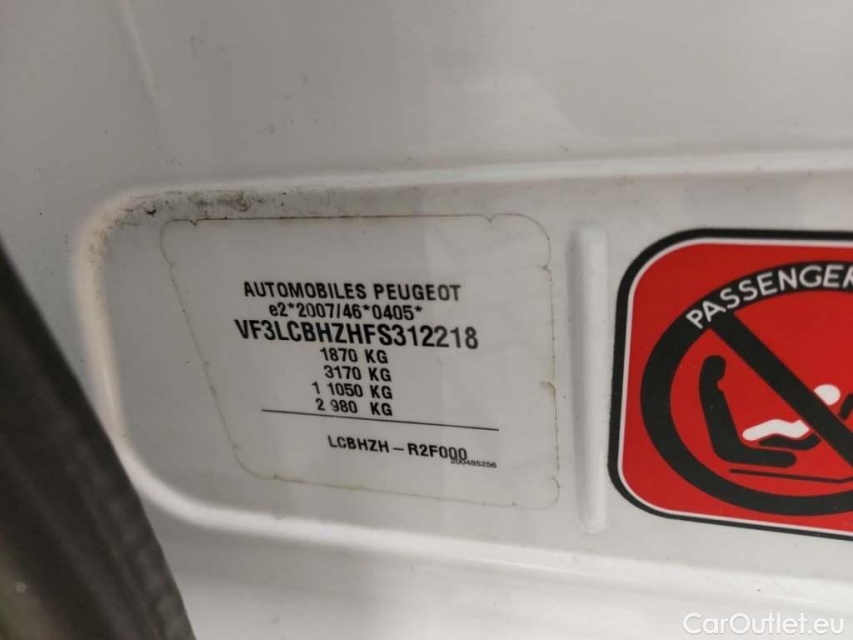 AUTOMOBILES PEUGEOT
e2*2007/46*0405*
VF3LCBHZHFS312218
1870 KG
3170 KG
1 1050 KG
2 980 KG
LCBHZH-R2F000
200485256
PASSENGER
CarOutlet.eu